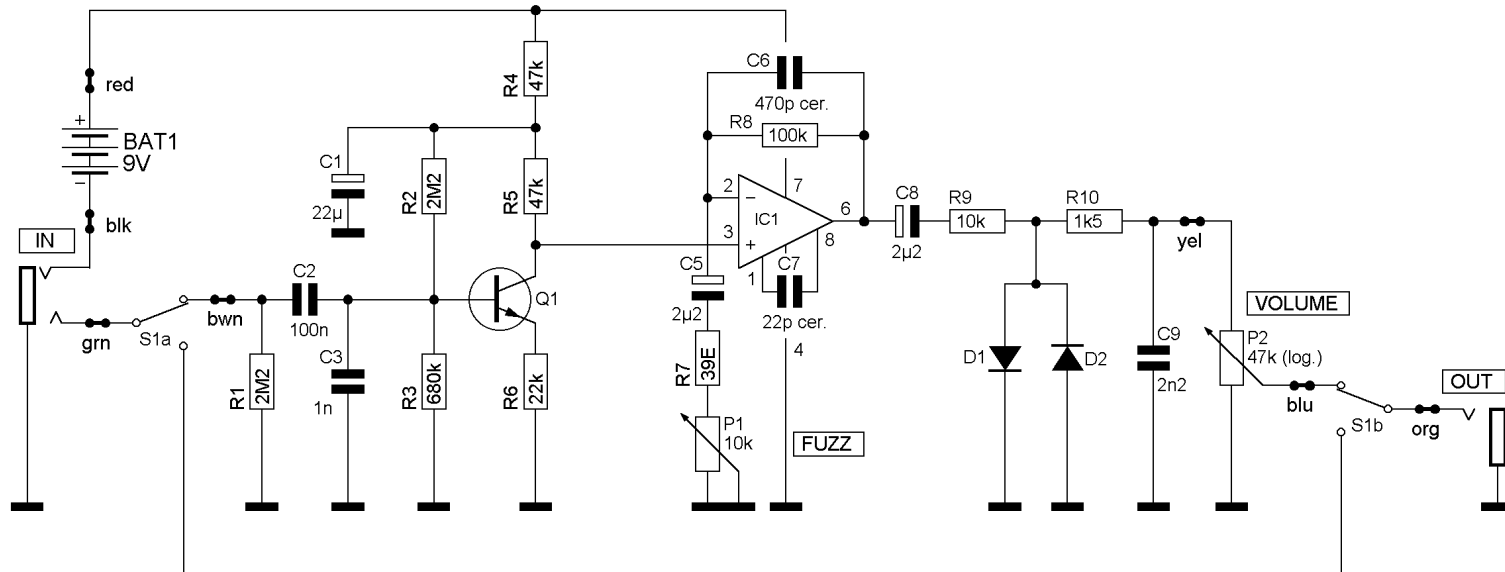 red
+
BAT1
9V
−
blk
IN
grn
S1a
bwn
R1
2M2
C2
100n
C3
1n
C1
22µ
R2
2M2
R3
680k
R4
47k
R5
47k
Q1
R6
22k
C6
470p cer.
R8
100k
2
−
3
+
IC1
7
6
8
1
C7
22p cer.
4
C5
2µ2
R7
39E
P1
10k
FUZZ
C8
2µ2
R9
10k
R10
1k5
yel
D1
D2
C9
2n2
VOLUME
P2
47k (log.)
blu
S1b
org
OUT